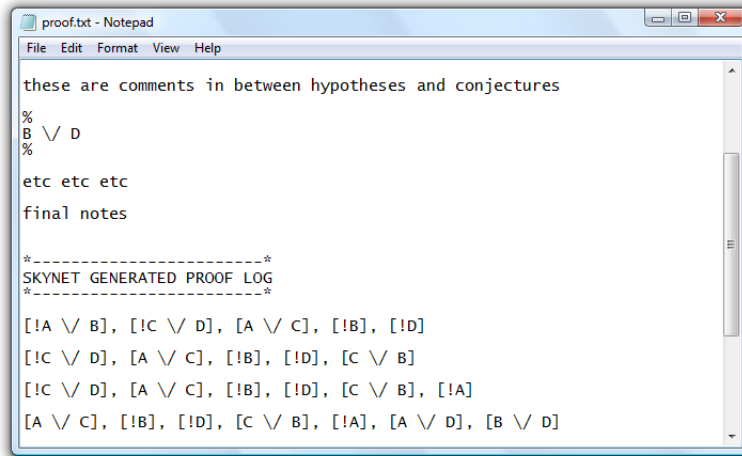 proof.txt - Notepad
File Edit Format View Help
these are comments in between hypotheses and conjectures
%
B \/ D
%
etc etc etc
final notes
*------------------------*
SKYNET GENERATED PROOF LOG
*------------------------*
[!A \/ B], [!C \/ D], [A \/ C], [!B], [!D]
[!C \/ D], [A \/ C], [!B], [!D], [C \/ B]
[!C \/ D], [A \/ C], [!B], [!D], [C \/ B], [!A]
[A \/ C], [!B], [!D], [C \/ B], [!A], [A \/ D], [B \/ D]